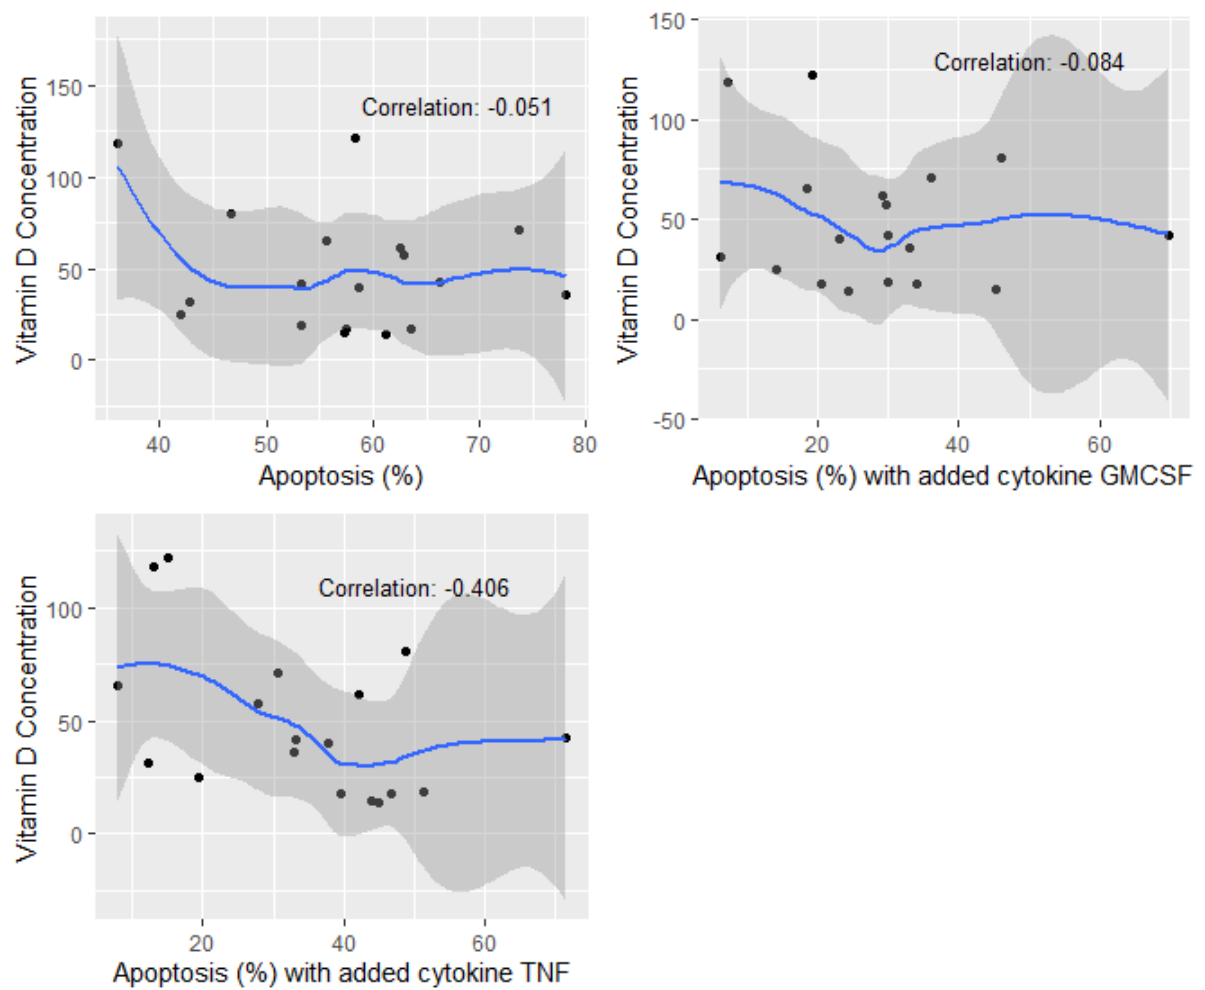 Correlation: -0.051
Vitamin D Concentration
150
100
50
0
40 50 60 70 80
Apoptosis (%)
Correlation: -0.084
Vitamin D Concentration
150
100
50
0
-50
20 40 60
Apoptosis (%) with added cytokine GMCSF
Correlation: -0.406
Vitamin D Concentration
100
50
0
20 40 60
Apoptosis (%) with added cytokine TNF